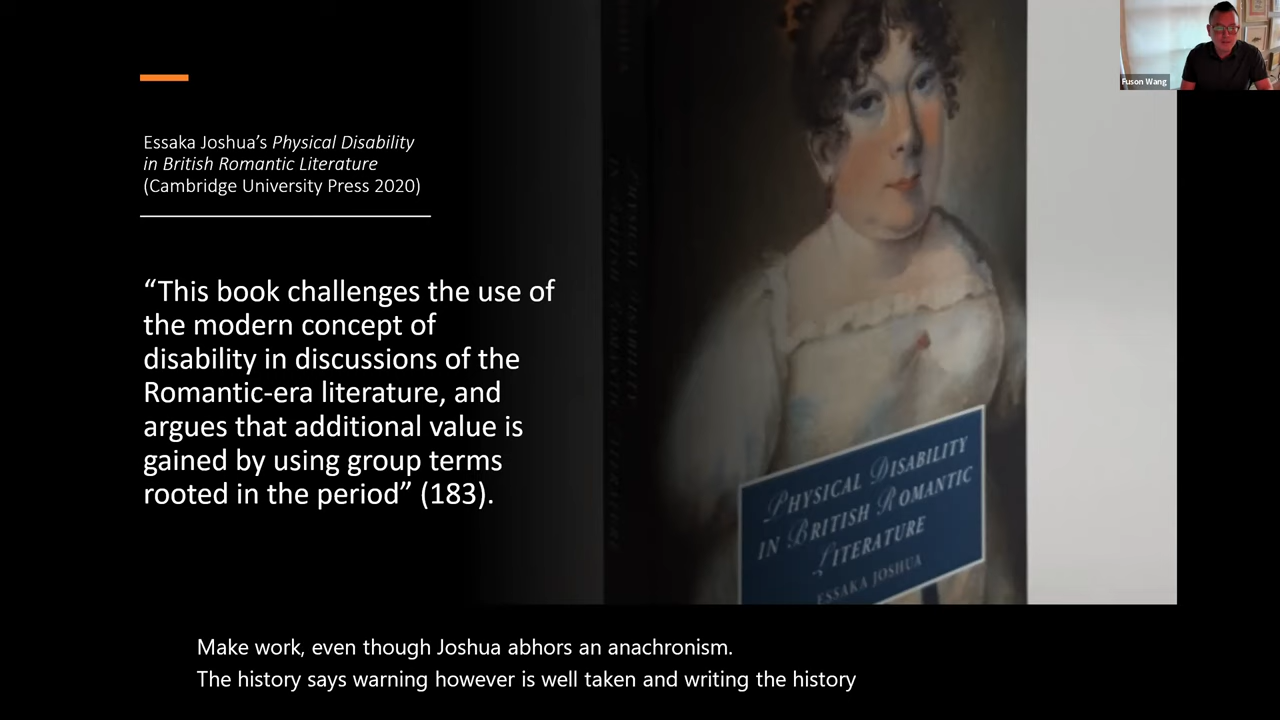 Fuson Wang
Essaka Joshua’s Physical Disability
in British Romantic Literature
(Cambridge University Press 2020)
“This book challenges the use of
the modern concept of
disability in discussions of the
Romantic-era literature, and
argues that additional value is
gained by using group terms
rooted in the period” (183).
PHYSICAL DISABILITY
IN BRITISH ROMANTIC
LITERATURE
ESSAKA JOSHUA
Make work, even though Joshua abhors an anachronism.
The history says warning however is well taken and writing the history